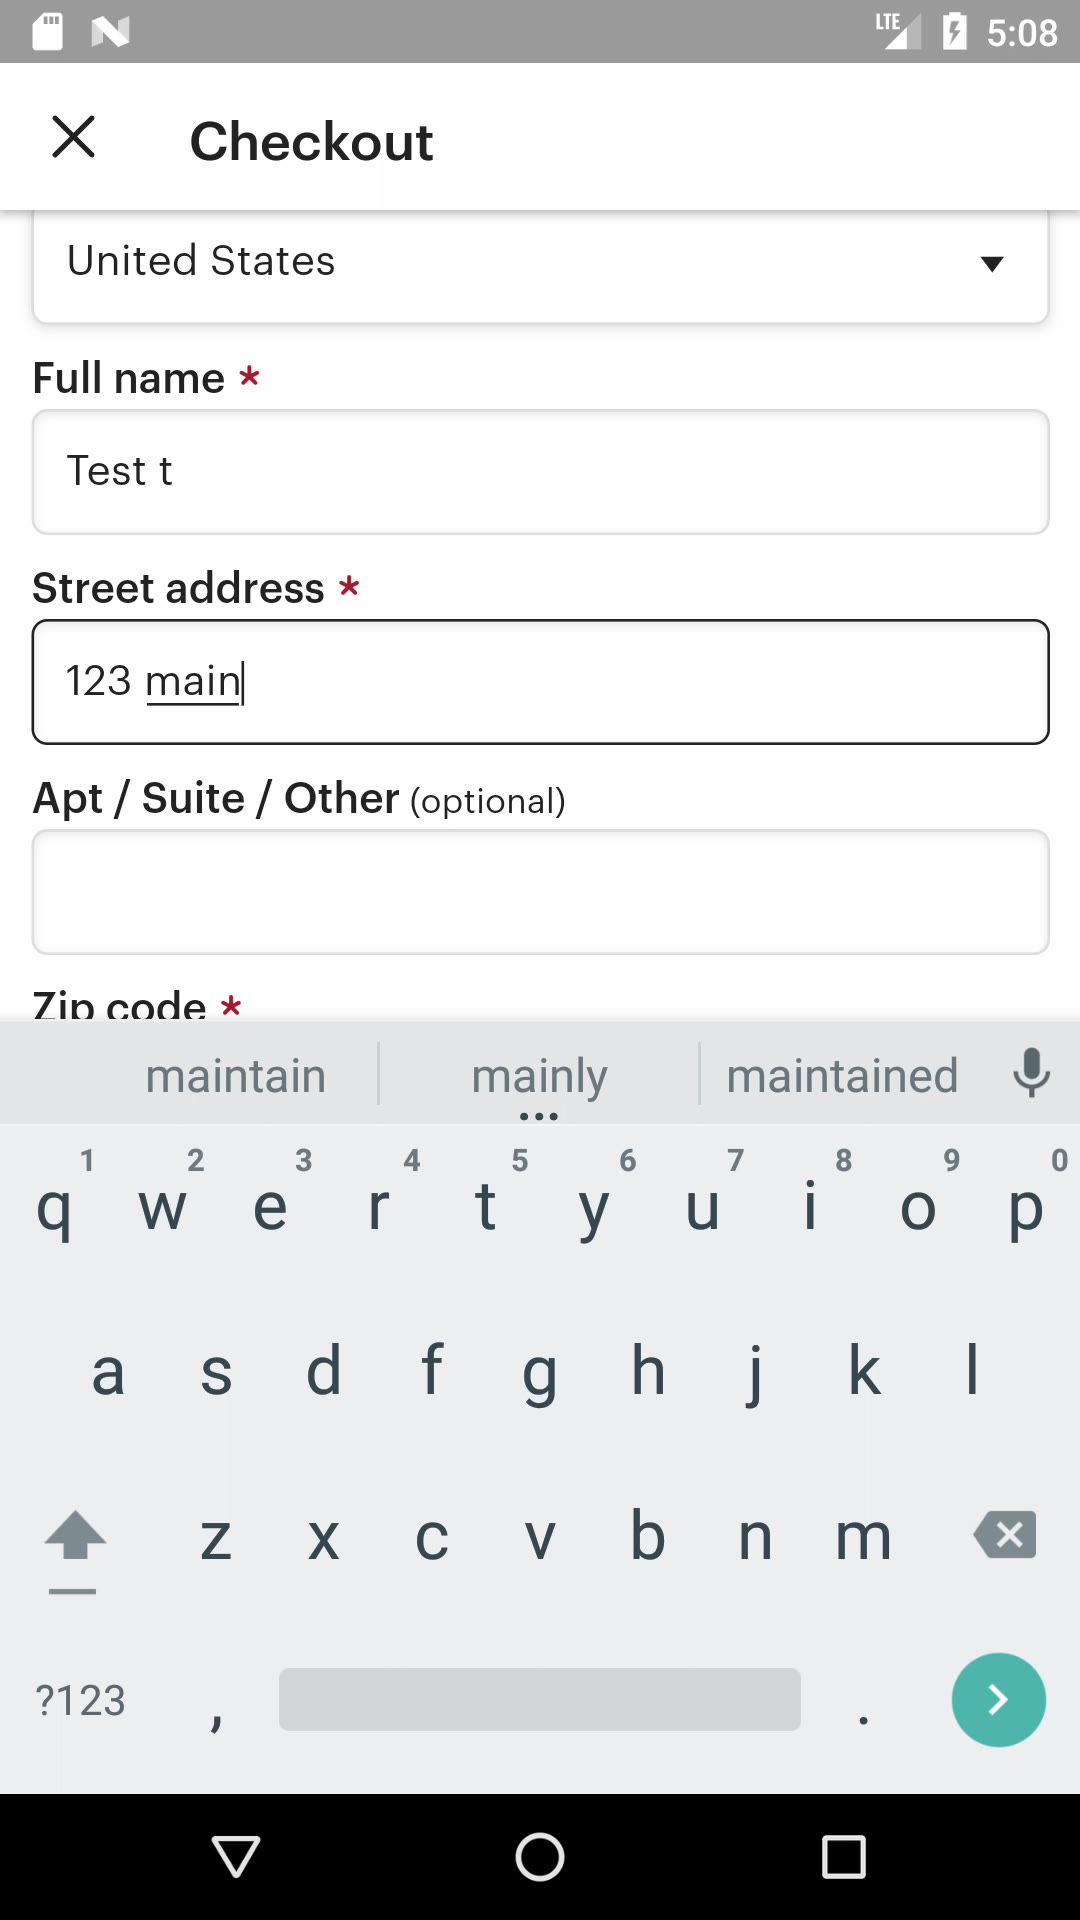 LTE 5:08
Checkout
United States
Full name *
Test t
Street address *
123 main
Apt / Suite / Other (optional)
Zip code *
maintain mainly maintained
1 2 3 4 5 6 7 8 9 0
q w e r t y u i o p
a s d f g h j k l
z x c v b n m
?123 , .